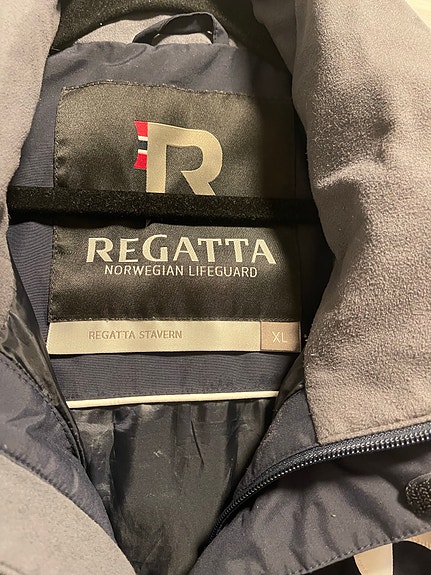 R
REGATTA
NORWEGIAN LIFEGUARD
REGATTA STAVERN XL